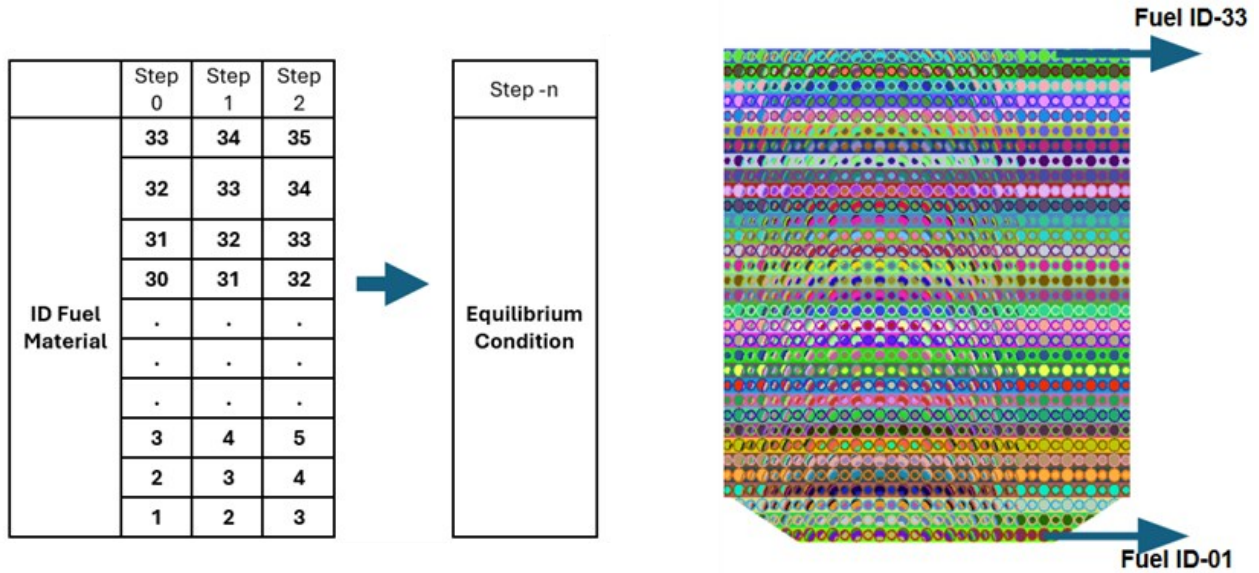 Fuel ID-33
Step 0 Step 1 Step 2
Step -n
33 34 35
32 33 34
31 32 33
30 31 32
ID Fuel Material
. . .
. . .
. . .
Equilibrium
Condition
3 4 5
2 3 4
1 2 3
Fuel ID-01